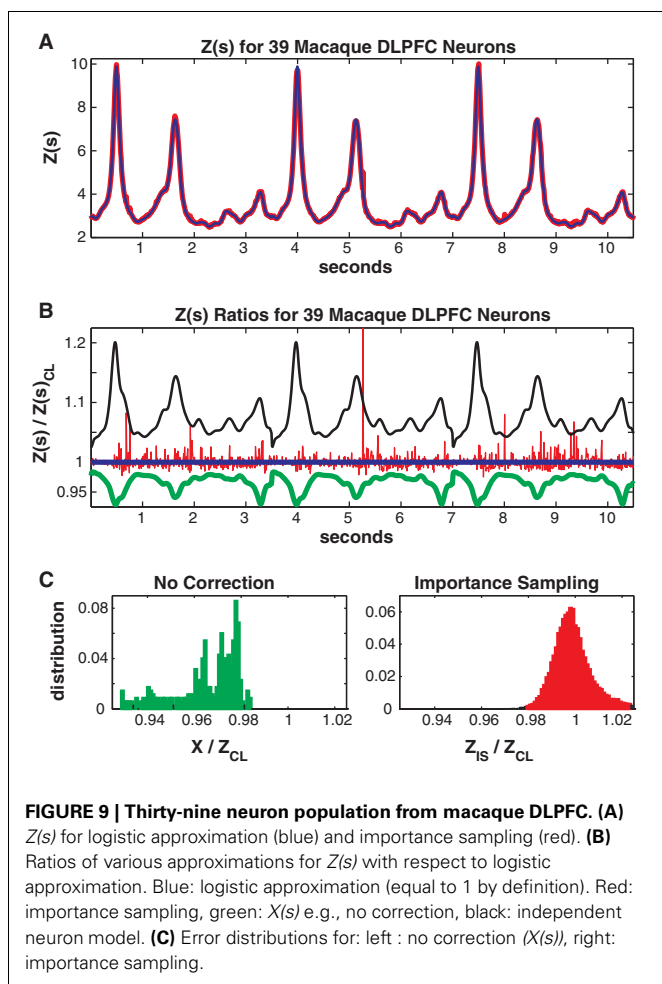 A
Z(s) for 39 Macaque DLPFC Neurons
10
8
6
4
2
Z(s)
1 2 3 4 5 6 7 8 9 10
seconds
B
Z(s) Ratios for 39 Macaque DLPFC Neurons
1.2
1.1
1
0.95
Z(s) / Z(s)CL
1 2 3 4 5 6 7 8 9 10
seconds
C
No Correction
0.08
0.04
0
distribution
0.94 0.96 0.98 1 1.02
X / ZCL
Importance Sampling
0.06
0.04
0.02
0
0.94 0.96 0.98 1 1.02
ZIS / ZCL
FIGURE 9 | Thirty-nine neuron population from macaque DLPFC. (A)
Z(s) for logistic approximation (blue) and importance sampling (red). (B)
Ratios of various approximations for Z(s) with respect to logistic
approximation. Blue: logistic approximation (equal to 1 by definition). Red:
importance sampling, green: X(s) e.g., no correction, black: independent
neuron model. (C) Error distributions for: left : no correction (X(s)), right:
importance sampling.